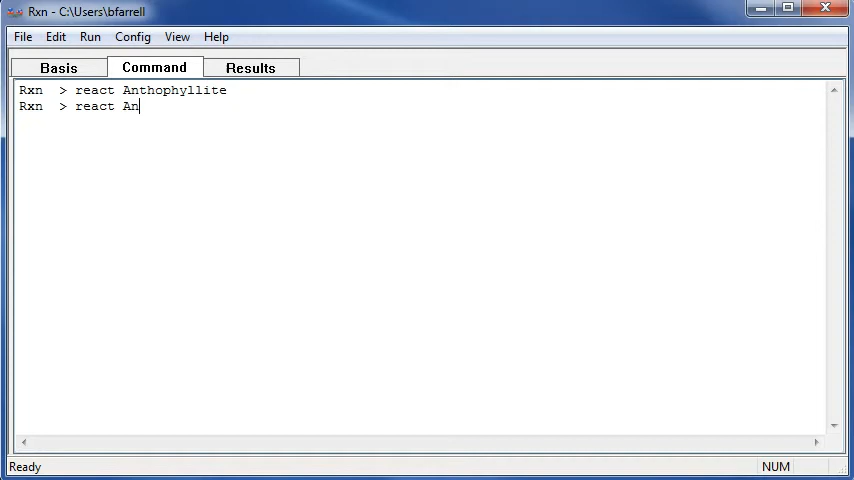 Rxn - C:\Users\bfarrell
File Edit Run Config View Help
Basis Command Results
Rxn > react Anthophyllite
Rxn > react An
Ready NUM